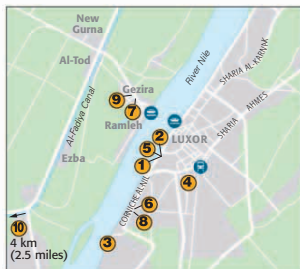 New
Gurna
Al-Tod
Gezira
River Nile
SHARIA AL-KARNAK
Al-Fadiya Canal
9
7
Ramleh
2
LUXOR
SHARIA
AHMES
5
Ezba
1
4
CORNICHE AL-NIL
6
8
10
3
4 km
(2.5 miles)